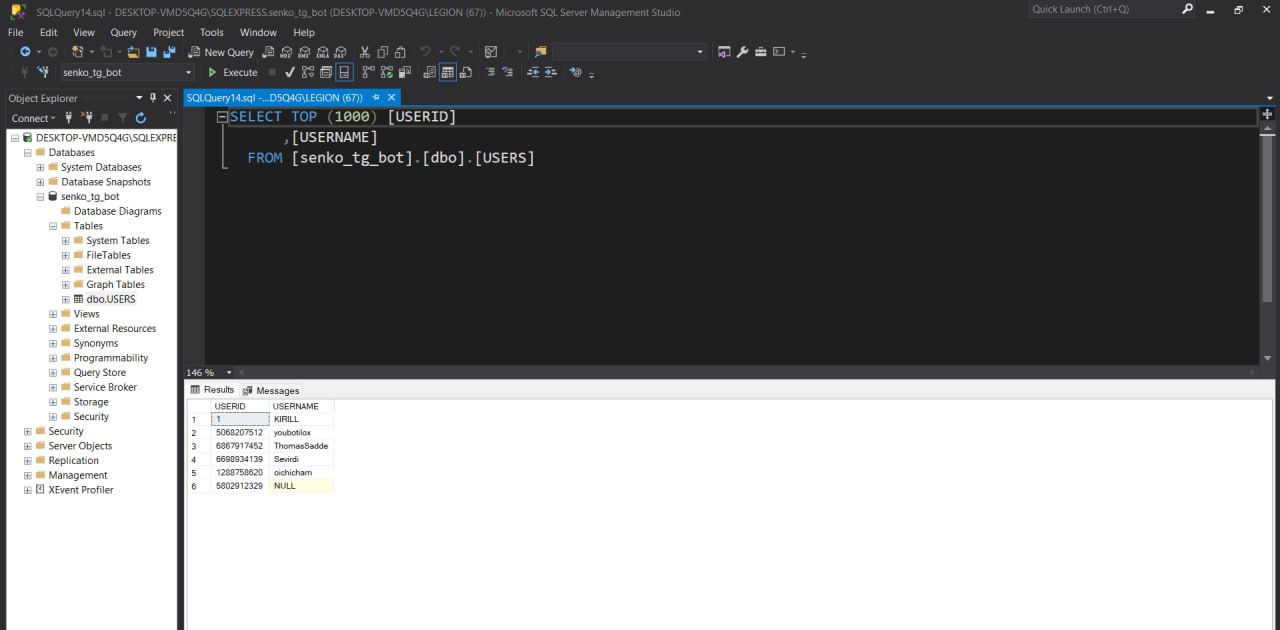 SQLQuery14.sql - DESKTOP-VMD5Q4G\SQLEXPRESS.senko_tg_bot (DESKTOP-VMD5Q4G\LEGION (67)) - Microsoft SQL Server Management Studio
Quick Launch (Ctrl+Q)
File Edit View Query Project Tools Window Help
New Query
senko_tg_bot
Execute
Object Explorer
SQLQuery14.sql -...D5Q4G\LEGION (67))
Connect
DESKTOP-VMD5Q4G\SQLEXPRE
Databases
System Databases
Database Snapshots
senko_tg_bot
Database Diagrams
Tables
System Tables
FileTables
External Tables
Graph Tables
dbo.USERS
Views
External Resources
Synonyms
Programmability
Query Store
Service Broker
Storage
Security
Security
Server Objects
Replication
Management
XEvent Profiler
SELECT TOP (1000) [USERID]
,[USERNAME]
FROM [senko_tg_bot].[dbo].[USERS]
146 %
Results Messages
USERID USERNAME
1 1 KIRILL
2 5068207512 youbotilox
3 6867917452 ThomasSadde
4 6698934139 Sevirdi
5 1288758620 oichicham
6 5802912329 NULL